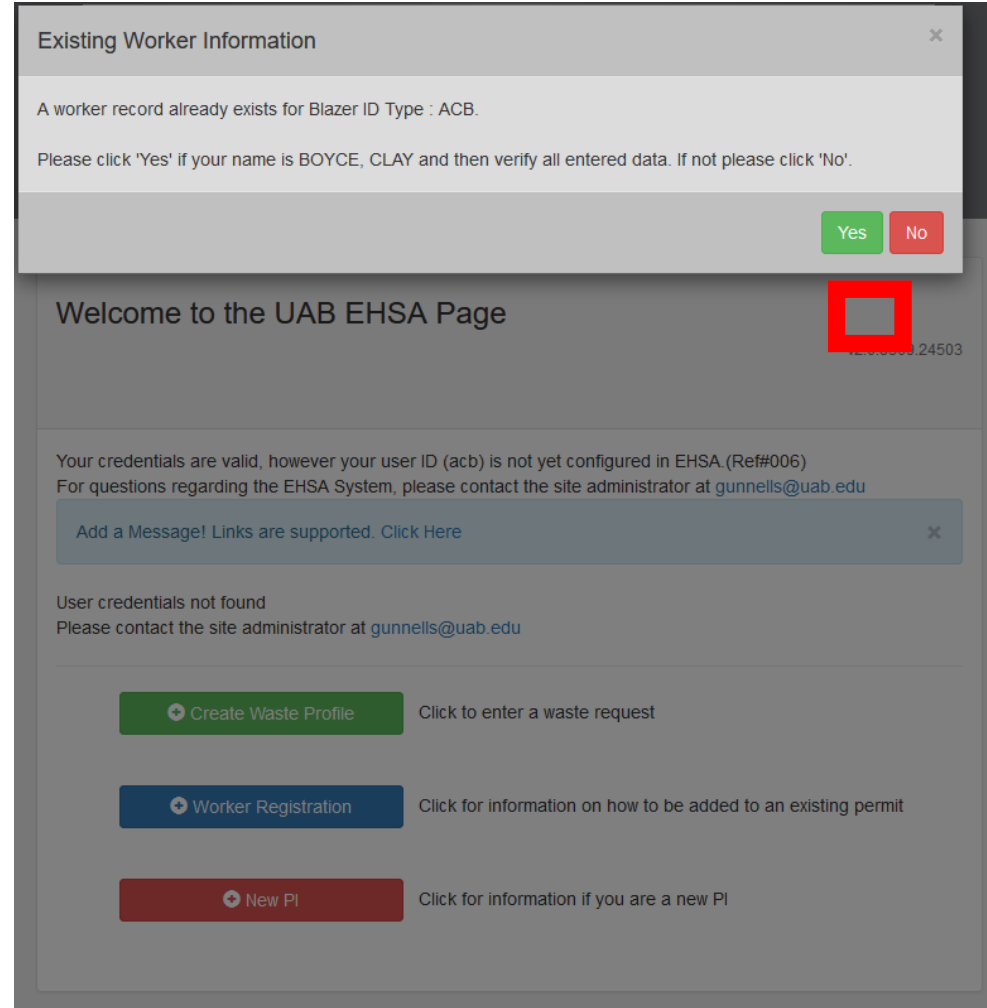 Existing Worker Information
×
A worker record already exists for Blazer ID Type : ACB.
Please click 'Yes' if your name is BOYCE, CLAY and then verify all entered data. If not please click 'No'.
Yes
No
Welcome to the UAB EHSA Page
Your credentials are valid, however your user ID (acb) is not yet configured in EHSA.(Ref#006)
For questions regarding the EHSA System, please contact the site administrator at gunnells@uab.edu
Add a Message! Links are supported. Click Here
×
User credentials not found
Please contact the site administrator at gunnells@uab.edu
Create Waste Profile
Click to enter a waste request
Worker Registration
Click for information on how to be added to an existing permit
New PI
Click for information if you are a new PI